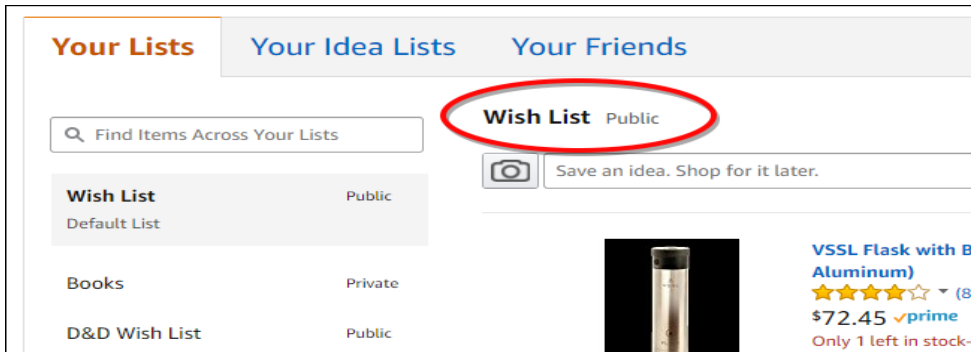 Your Lists Your Idea Lists Your Friends
Find Items Across Your Lists
Wish List Public
Default List
Books Private
D&D Wish List Public
Wish List Public
Save an idea. Shop for it later.
VSSL Flask with B
Aluminum)
(8
$72.45 prime
Only 1 left in stock-